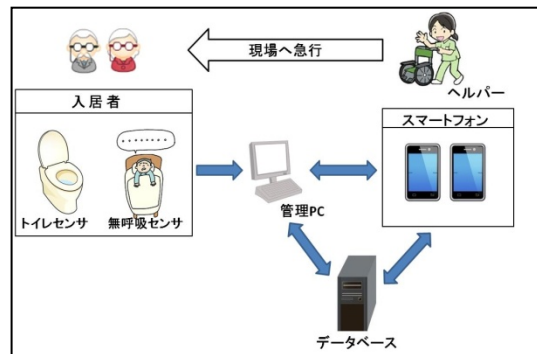 現場へ急行
ヘルパー
入居者
トイレセンサ
無呼吸センサ
管理PC
スマートフォン
データベース